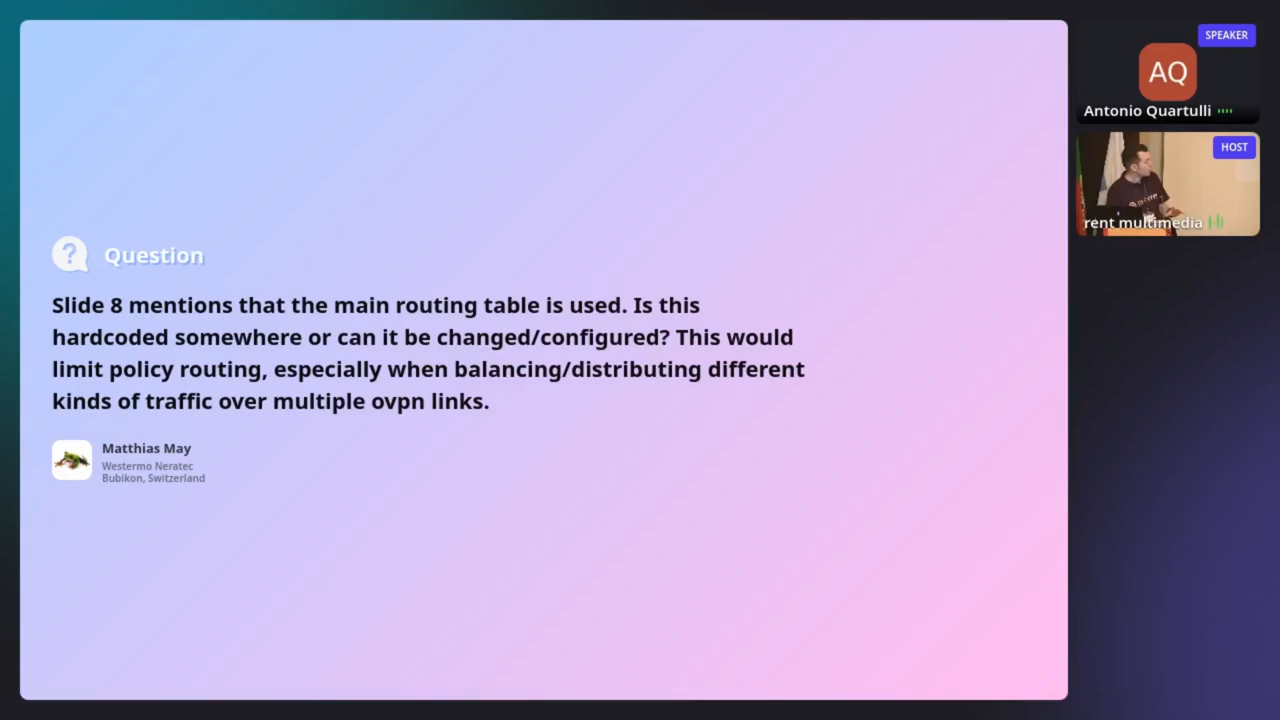 Question
Slide 8 mentions that the main routing table is used. Is this
hardcoded somewhere or can it be changed/configured? This would
limit policy routing, especially when balancing/distributing different
kinds of traffic over multiple ovpn links.
Matthias May
Westermo Neratec
Bubikon, Switzerland
SPEAKER
AQ
Antonio Quartulli
HOST
rent multimedia